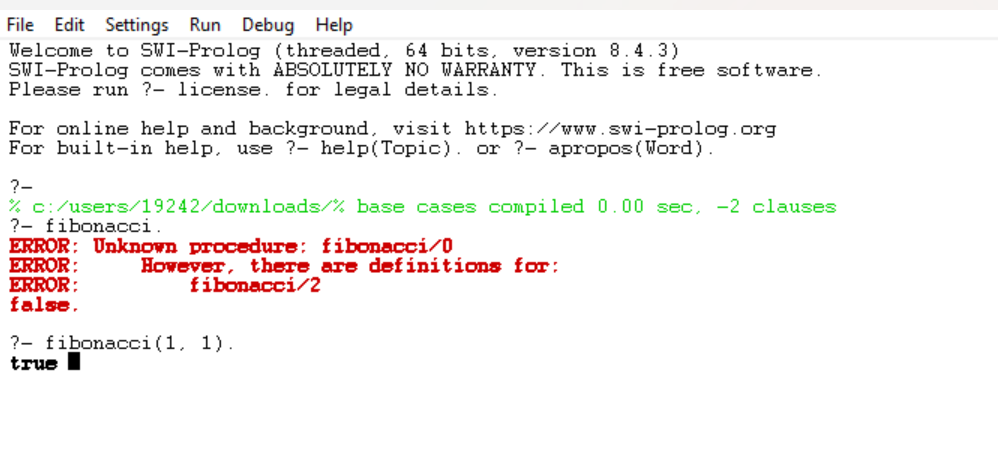 File Edit Settings Run Debug Help
Welcome to SWI-Prolog (threaded, 64 bits, version 8.4.3)
SWI-Prolog comes with ABSOLUTELY NO WARRANTY. This is free software.
Please run ?- license. for legal details.
For online help and background, visit https://www.swi-prolog.org
For built-in help, use ?- help(Topic). or ?- apropos(Word).
?-
% c:/users/19242/downloads/% base cases compiled 0.00 sec, -2 clauses
?- fibonacci.
ERROR: Unknown procedure: fibonacci/0
ERROR:     However, there are definitions for:
ERROR:         fibonacci/2
false.
?- fibonacci(1, 1).
true